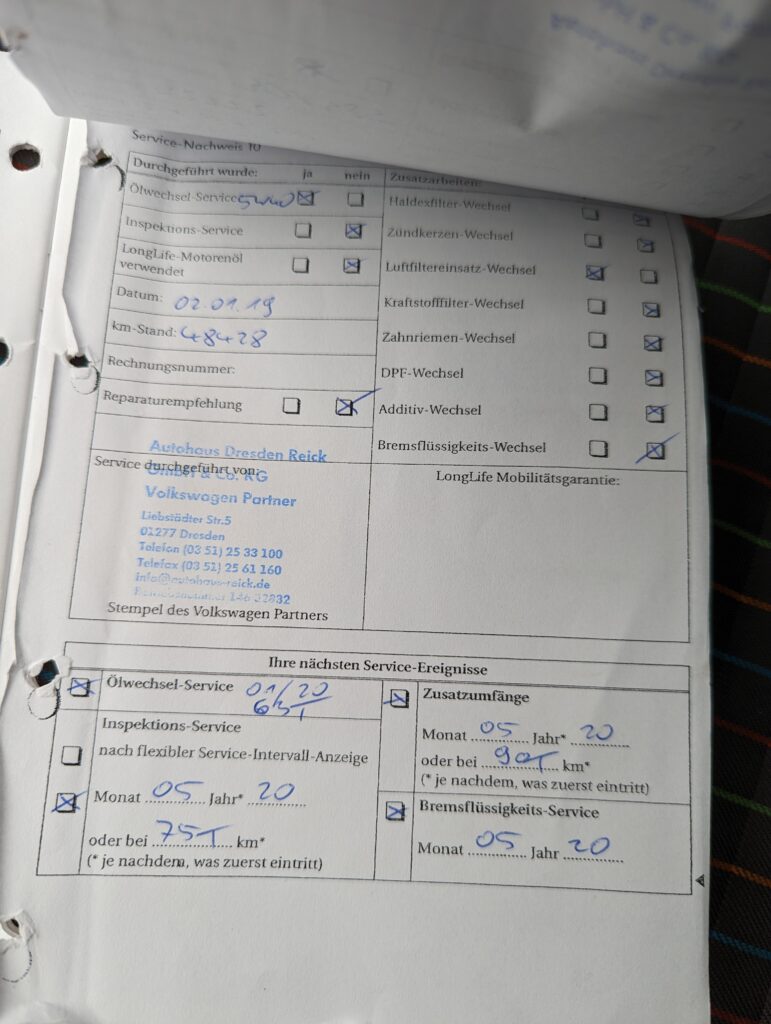 Service-Nachweis 10
Durchgeführt wurde: ja nein
Ölwechsel-Service 5W40
Inspektions-Service
LongLife-Motorenöl
verwendet
Datum: 02.01.19
km-Stand: 48428
Rechnungsnummer:
Reparaturempfehlung
Zusatzarbeiten:
Haldexfilter-Wechsel
Zündkerzen-Wechsel
Luftfiltereinsatz-Wechsel
Kraftstofffilter-Wechsel
Zahnriemen-Wechsel
DPF-Wechsel
Additiv-Wechsel
Bremsflüssigkeits-Wechsel
Autohaus Dresden Reick
Service durchgeführt von:
GmbH & Co. KG
Volkswagen Partner
Liebstädter Str.5
01277 Dresden
Telefon (03 51) 25 33 100
Telefax (03 51) 25 61 160
info@autohaus-reick.de
Stempel des Volkswagen Partners
LongLife Mobilitätsgarantie:
Ihre nächsten Service-Ereignisse
Ölwechsel-Service 01/20
Inspektions-Service
nach flexibler Service-Intervall-Anzeige
Monat 05 Jahr* 20
oder bei 75T km*
(* je nachdem, was zuerst eintritt)
Zusatzumfänge
Monat 05 Jahr* 20
oder bei 90T km*
(* je nachdem, was zuerst eintritt)
Bremsflüssigkeits-Service
Monat 05 Jahr 20